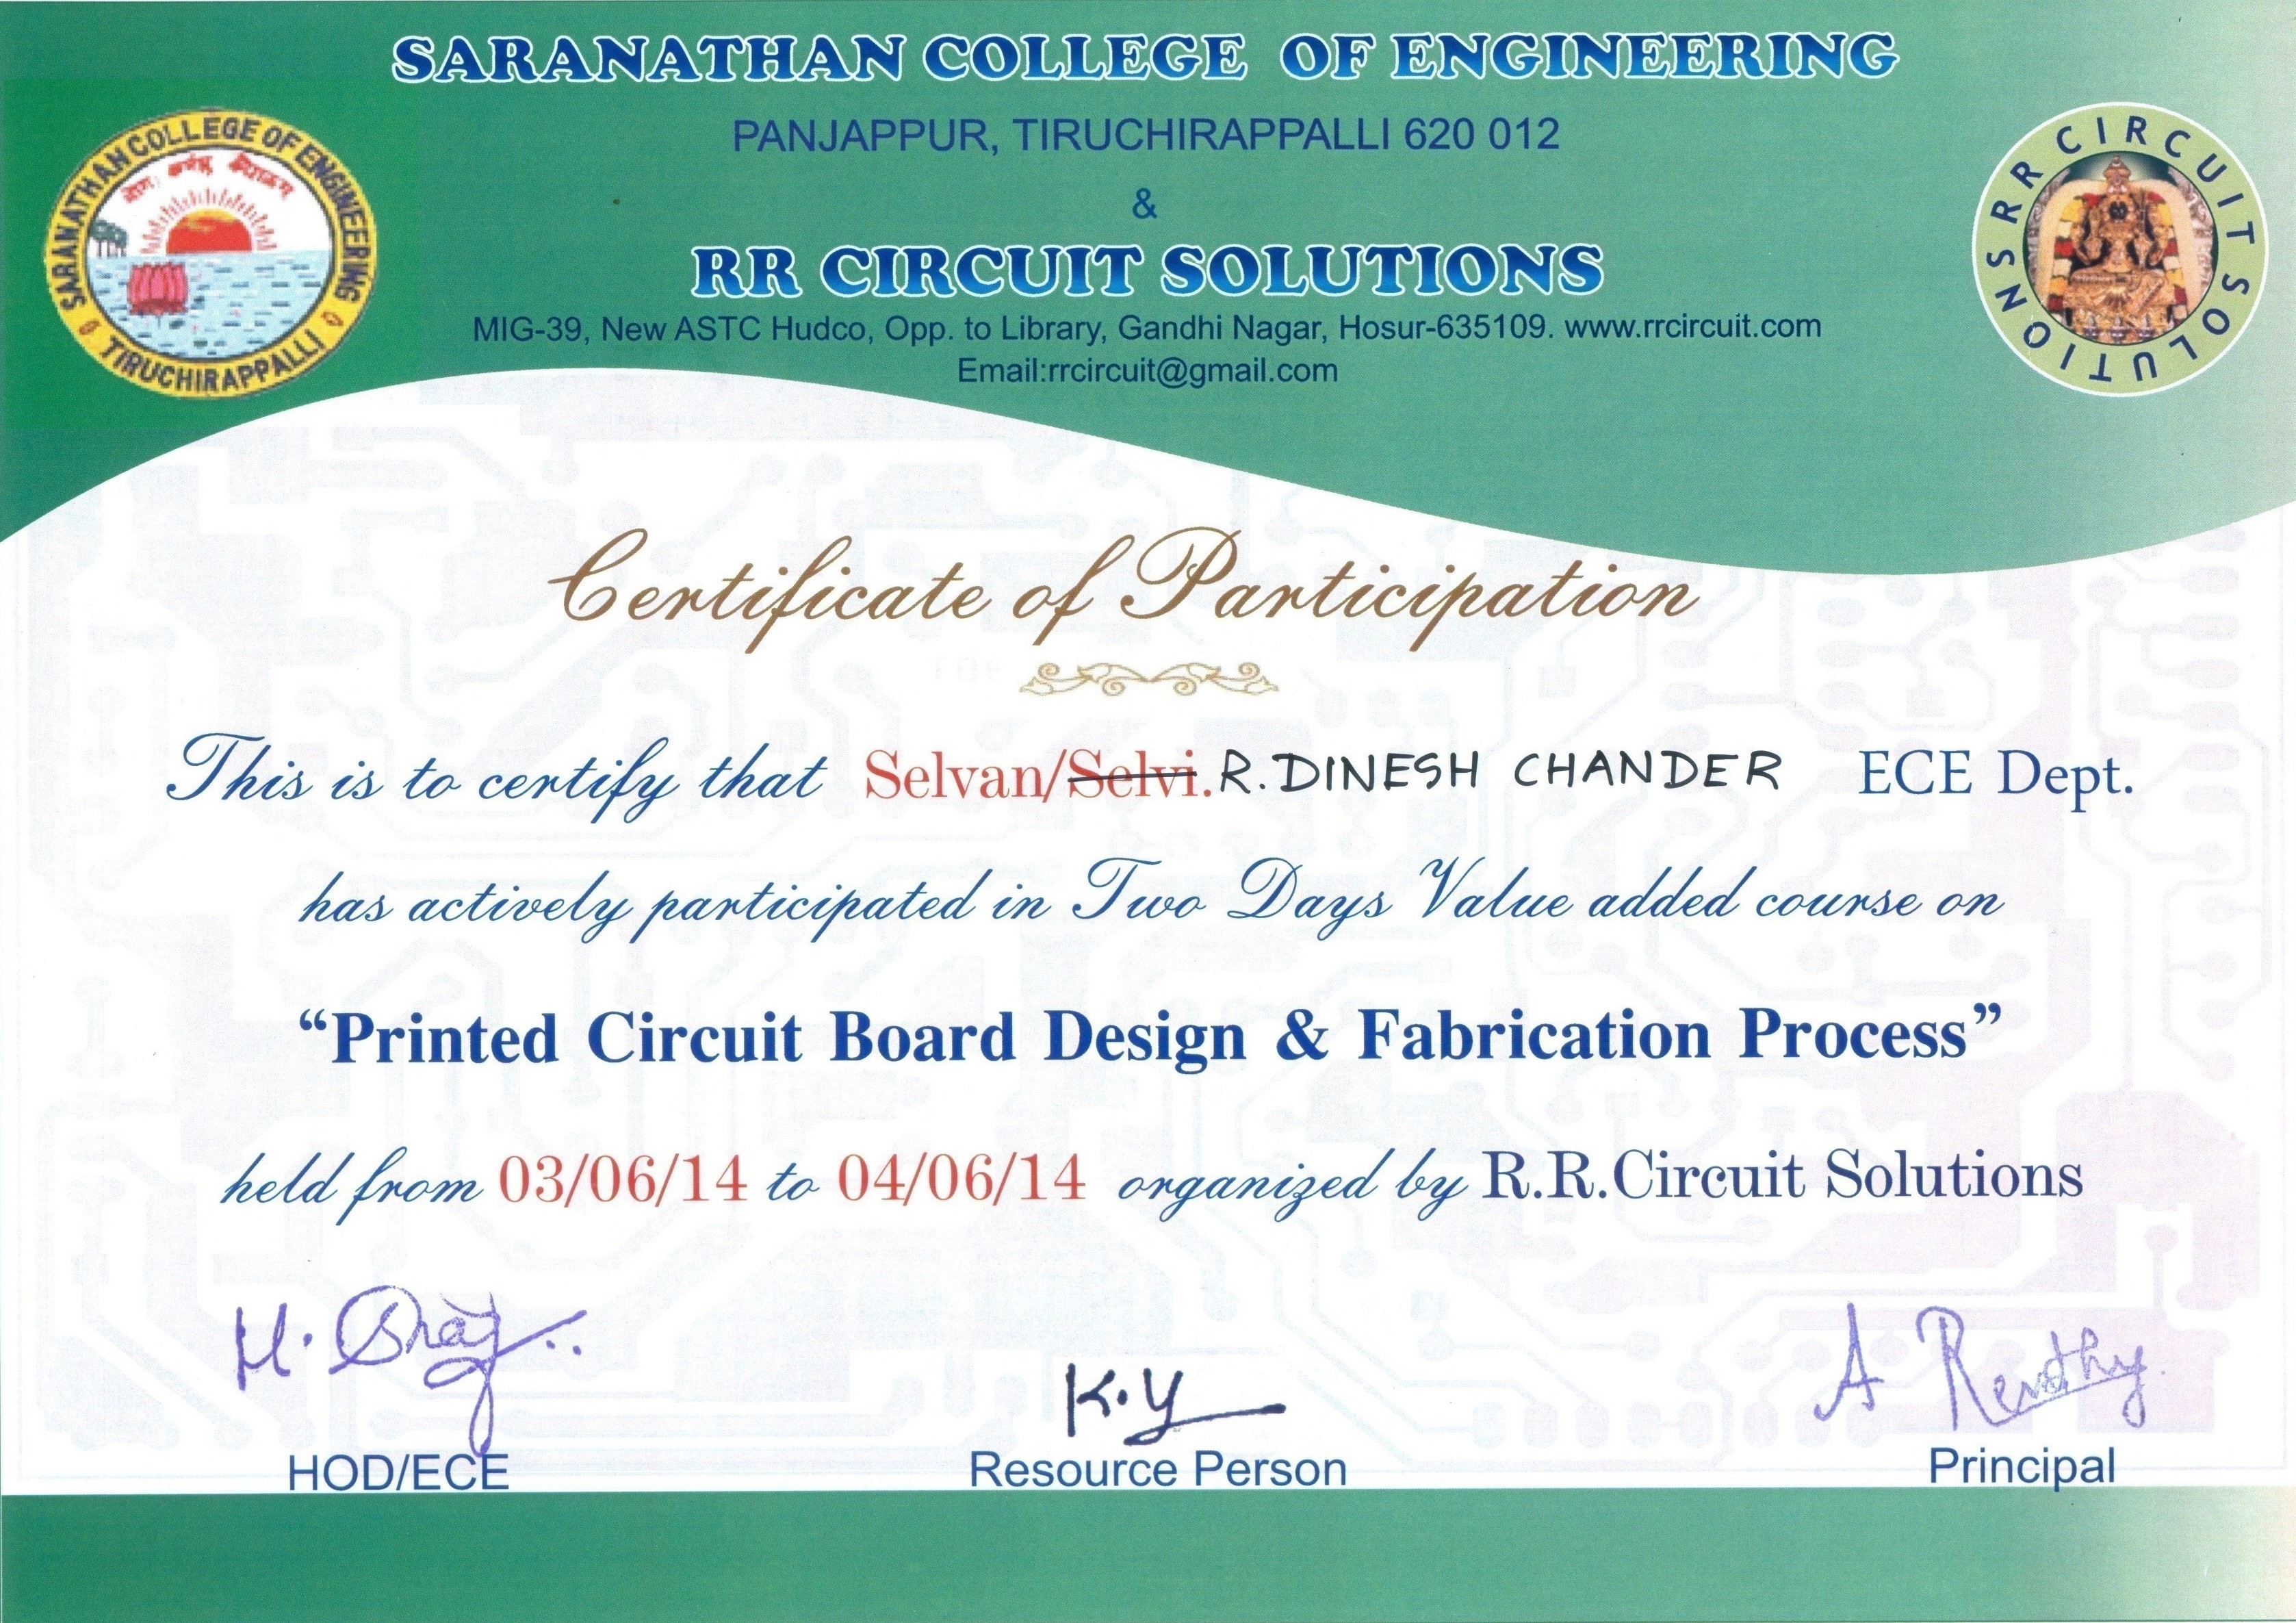 SARANATHAN COLLEGE OF ENGINEERING
PANJAPPUR, TIRUCHIRAPPALLI 620 012
&
RR CIRCUIT SOLUTIONS
MIG-39, New ASTC Hudco, Opp. to Library, Gandhi Nagar, Hosur-635109. www.rrcircuit.com
Email:rrcircuit@gmail.com
SARANATHAN COLLEGE OF ENGINEERING
TIRUCHIRAPPALLI
RR CIRCUIT SOLUTIONS
Certificate of Participation
This is to certify that Selvan/Selvi. R. DINESH CHANDER ECE Dept.
has actively participated in Two Days Value added course on
“Printed Circuit Board Design & Fabrication Process”
held from 03/06/14 to 04/06/14 organized by R.R.Circuit Solutions
K.Y
HOD/ECE
Resource Person
Principal